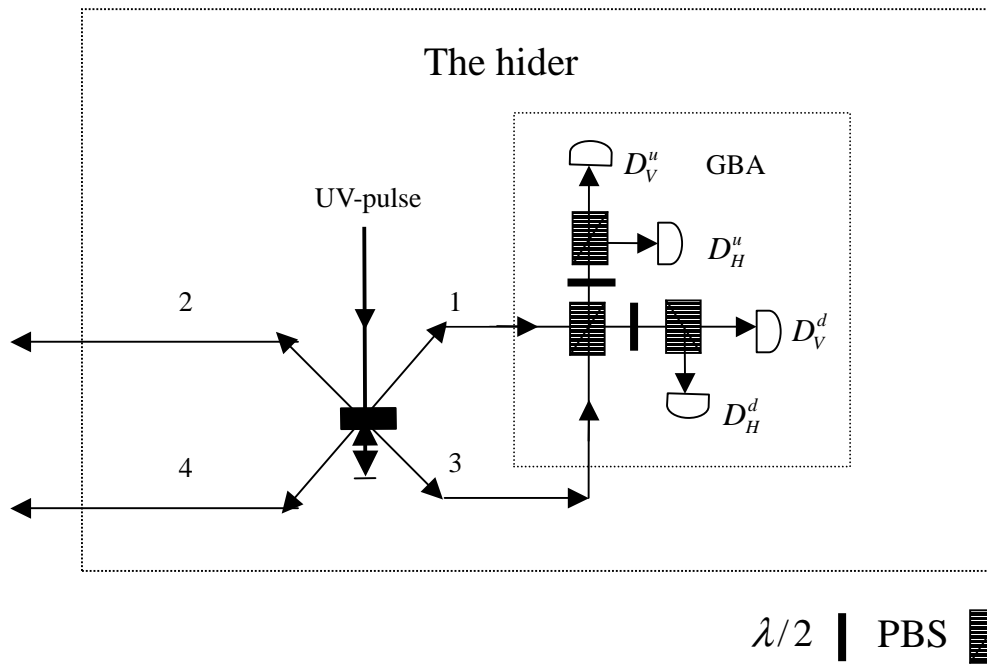 The hider
D_V^u GBA
UV-pulse
D_H^u
2 1
D_V^d
D_H^d
4 3
λ/2 PBS